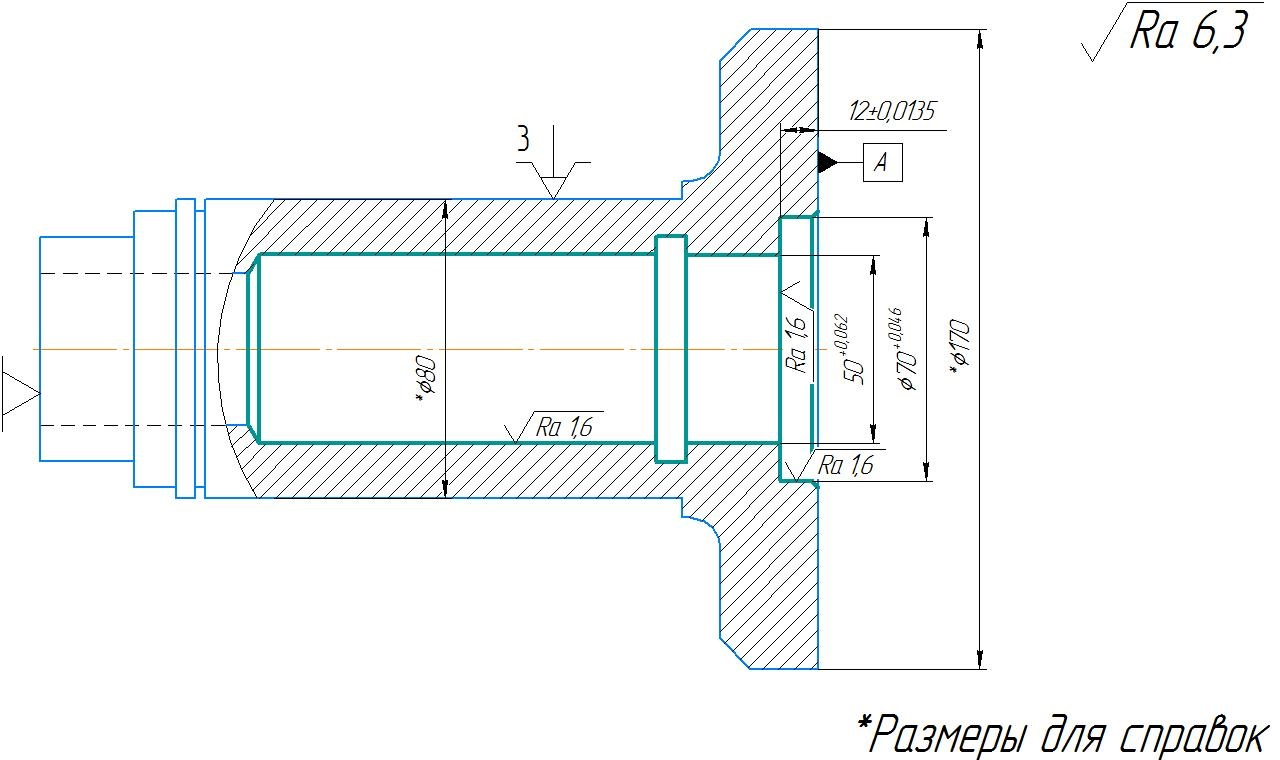 Ra 6,3
12±0,0135
3
A
*ϕ80
Ra 1,6
Ra 1,6
Ra 1,6
50+0,062
ϕ70+0,046
*ϕ170
*Размеры для справок